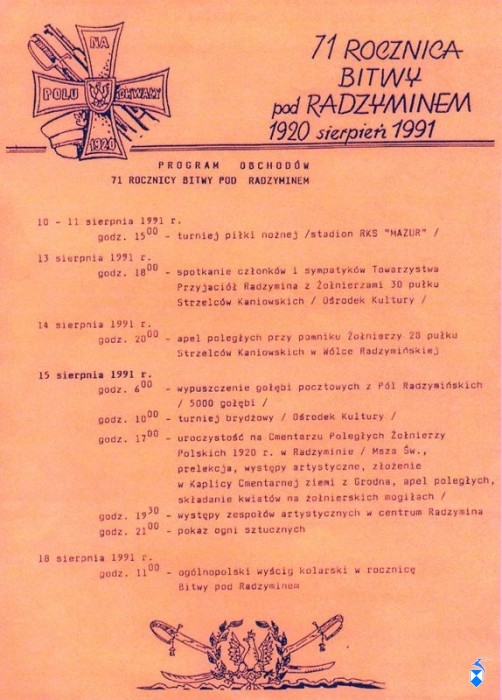 NA
POLU CHWAŁY
1920
71 ROCZNICA
BITWY
pod RADZYMINEM
1920 sierpień 1991
PROGRAM OBCHODÓW
71 ROCZNICY BITWY POD RADZYMINEM
10 - 11 sierpnia 1991 r.
godz. 15⁰⁰ - turniej piłki nożnej /stadion RKS "MAZUR" /
13 sierpnia 1991 r.
godz. 18⁰⁰ - spotkanie członków i sympatyków Towarzystwa
Przyjaciół Radzymina z Żołnierzami 30 pułku
Strzelców Kaniowskich / Ośrodek Kultury /
14 sierpnia 1991 r.
godz. 20⁰⁰ - apel poległych przy pomniku Żołnierzy 28 pułku
Strzelców Kaniowskich w Wólce Radzymińskiej
15 sierpnia 1991 r.
godz. 6⁰⁰ - wypuszczenie gołębi pocztowych z Pól Radzymińskich
/ 5000 gołębi /
godz. 10⁰⁰ - turniej brydżowy / Ośrodek Kultury /
godz. 17⁰⁰ - uroczystość na Cmentarzu Poległych Żołnierzy
Polskich 1920 r. w Radzyminie / Msza Św.,
prelekcja, występy artystyczne, złożenie
w Kaplicy Cmentarnej ziemi z Grodna, apel poległych,
składanie kwiatów na żołnierskich mogiłach /
godz. 19³⁰ - występy zespołów artystycznych w centrum Radzymina
godz. 21⁰⁰ - pokaz ogni sztucznych
18 sierpnia 1991 r.
godz. 11⁰⁰ - ogólnopolski wyścig kolarski w rocznicę
Bitwy pod Radzyminem